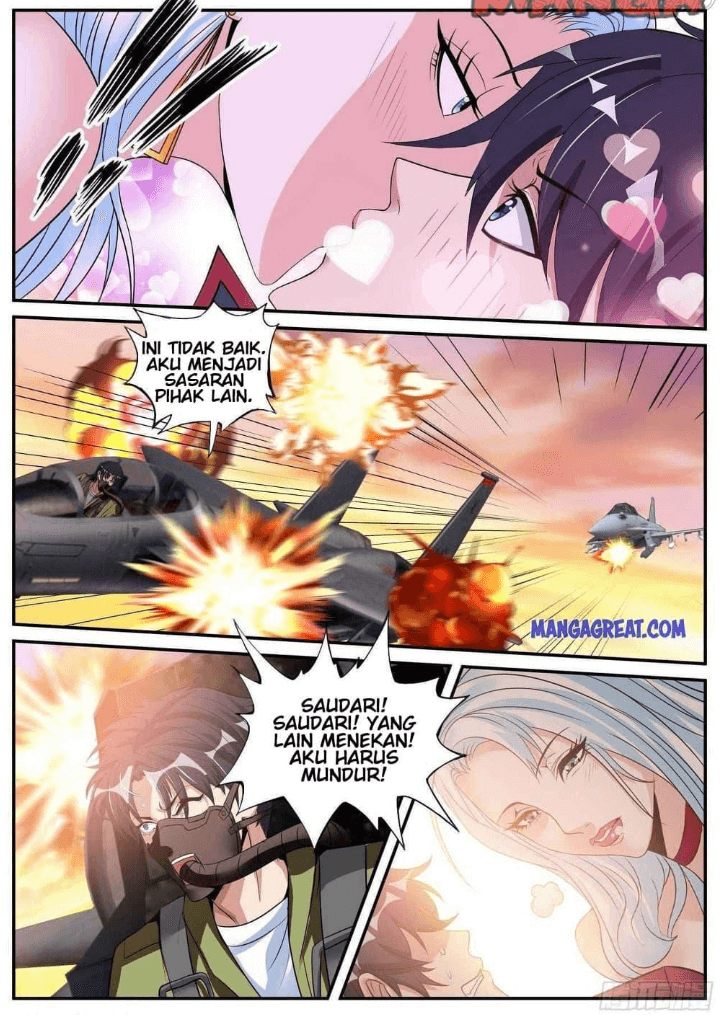 INI TIDAK BAIK.
AKU MENJADI
SASARAN
PIHAK LAIN.
MANGAGREAT.COM
SAUDARI!
SAUDARI! YANG
LAIN MENEKAN!
AKU HARUS
MUNDUR!